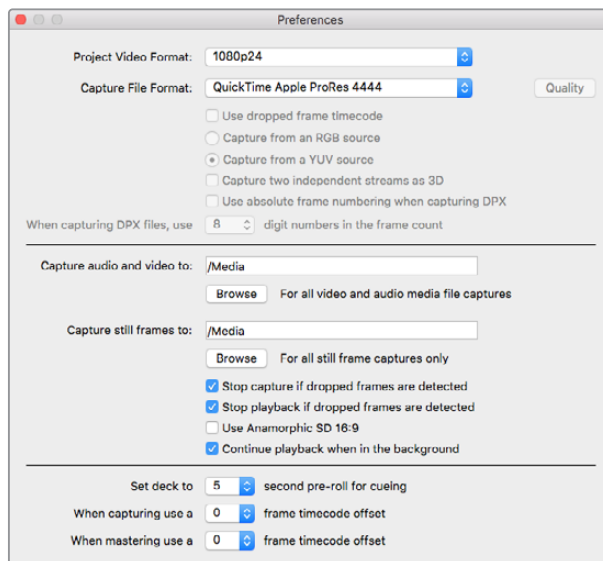 Preferences
Project Video Format: 1080p24
Capture File Format: QuickTime Apple ProRes 4444 Quality
Use dropped frame timecode
Capture from an RGB source
Capture from a YUV source
Capture two independent streams as 3D
Use absolute frame numbering when capturing DPX
When capturing DPX files, use 8 digit numbers in the frame count
Capture audio and video to: /Media
Browse For all video and audio media file captures
Capture still frames to: /Media
Browse For all still frame captures only
Stop capture if dropped frames are detected
Stop playback if dropped frames are detected
Use Anamorphic SD 16:9
Continue playback when in the background
Set deck to 5 second pre-roll for cueing
When capturing use a 0 frame timecode offset
When mastering use a 0 frame timecode offset